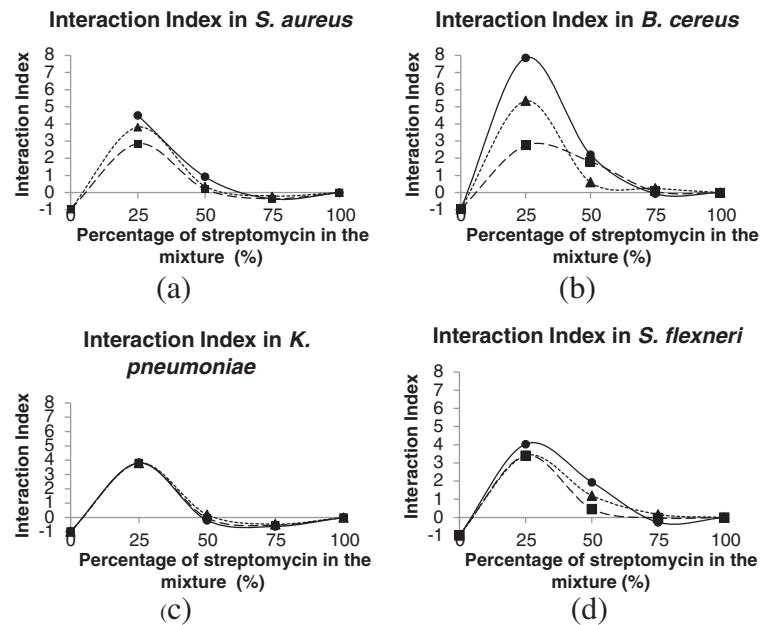 Interaction Index in S. aureus
Interaction Index
8
7
6
5
4
3
2
1
0
-1
0 25 50 75 100
Percentage of streptomycin in the
mixture (%)
(a)
Interaction Index in B. cereus
Interaction Index
8
7
6
5
4
3
2
1
0
-1
0 25 50 75 100
Percentage of streptomycin in the
mixture (%)
(b)
Interaction Index in K.
pneumoniae
Interaction Index
8
7
6
5
4
3
2
1
0
-1
0 25 50 75 100
Percentage of streptomycin in the
mixture (%)
(c)
Interaction Index in S. flexneri
Interaction Index
8
7
6
5
4
3
2
1
0
-1
0 25 50 75 100
Percentage of streptomycin in the
mixture (%)
(d)